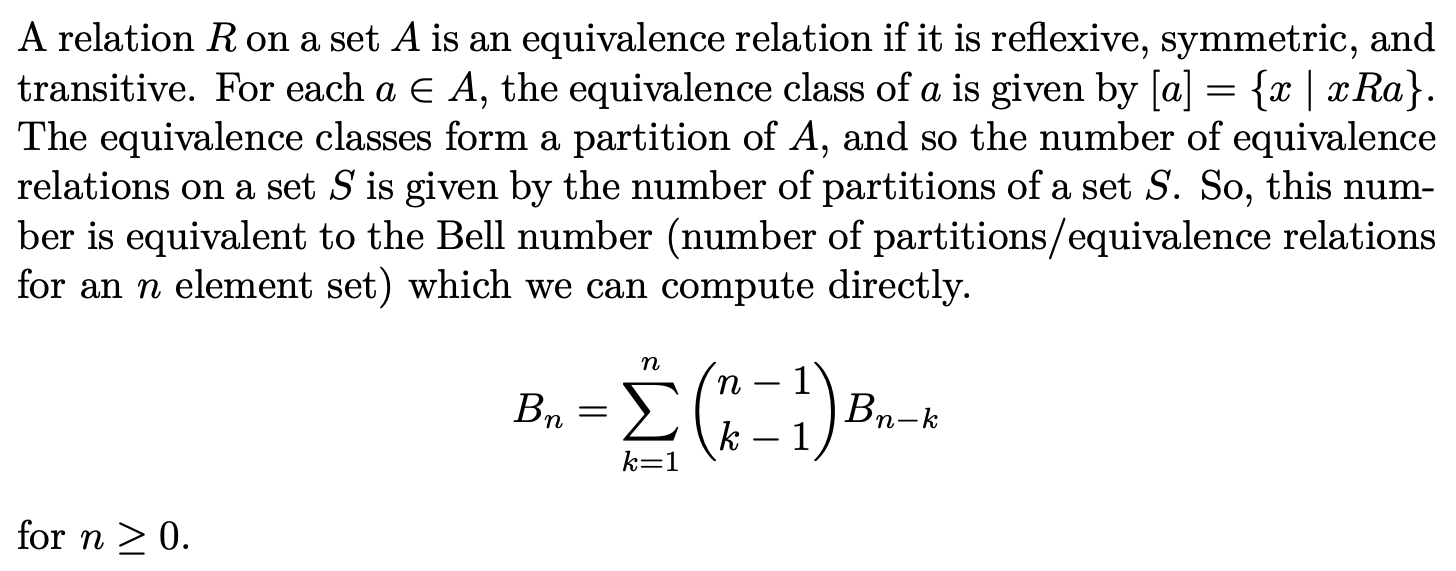 A relation R on a set A is an equivalence relation if it is reflexive, symmetric, and
transitive. For each a ∈ A, the equivalence class of a is given by [a] = {x | xRa}.
The equivalence classes form a partition of A, and so the number of equivalence
relations on a set S is given by the number of partitions of a set S. So, this num-
ber is equivalent to the Bell number (number of partitions/equivalence relations
for an n element set) which we can compute directly.
$$B_n = \sum_{k=1}^{n} \binom{n-1}{k-1} B_{n-k}$$
for n ≥ 0.